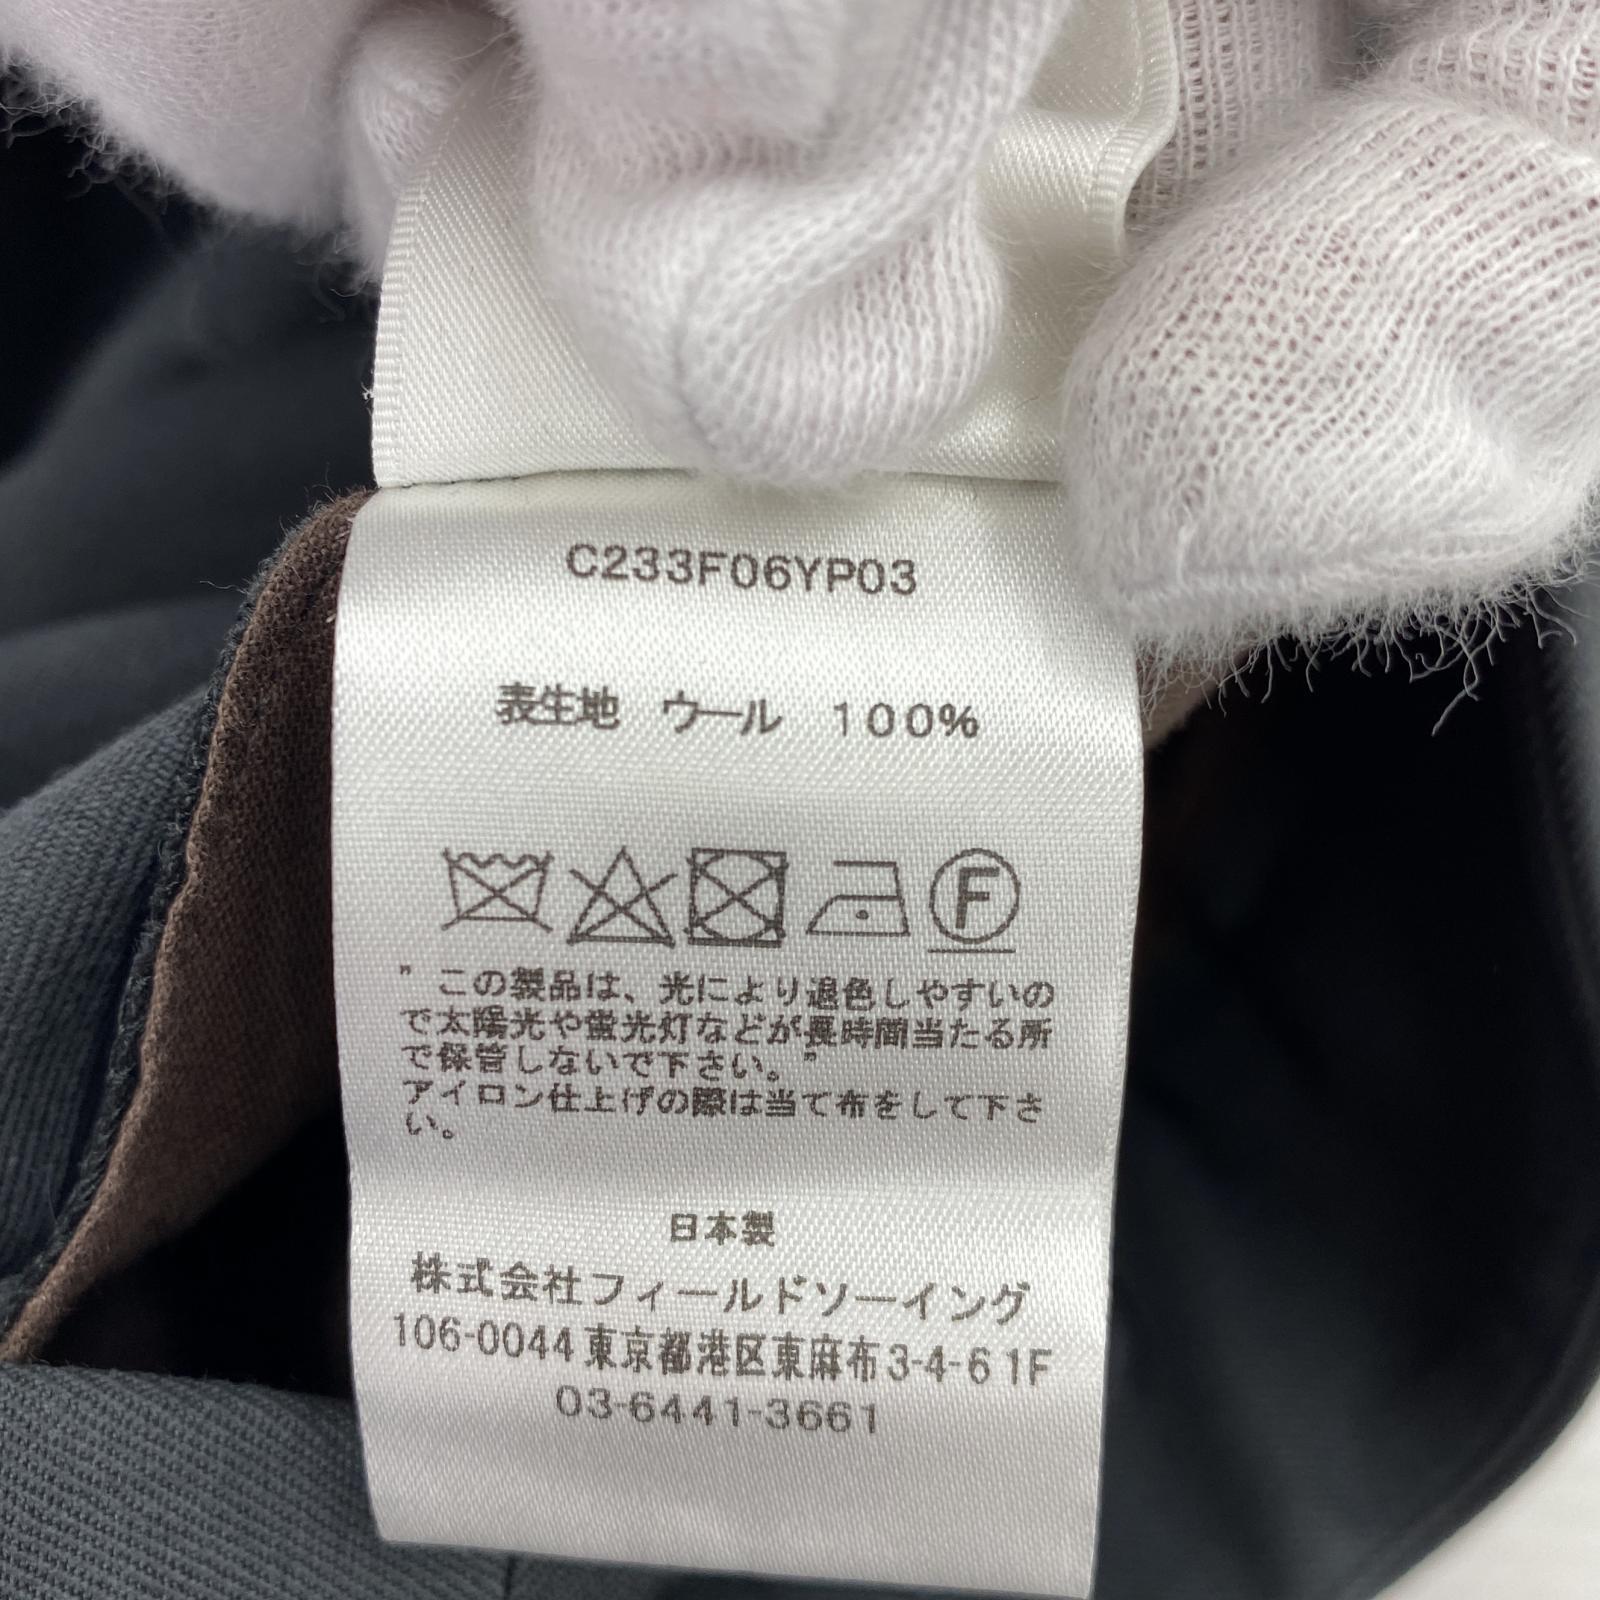 C233F06YP03
表生地 ウール 100%
F
"この製品は、光により退色しやすいの
で太陽光や蛍光灯などが長時間当たる所
で保管しないで下さい。"
アイロン仕上げの際は当て布をして下さ
い。
日本製
株式会社フィールドソーイング
106-0044東京都港区東麻布3-4-6 1F
03-6441-3661